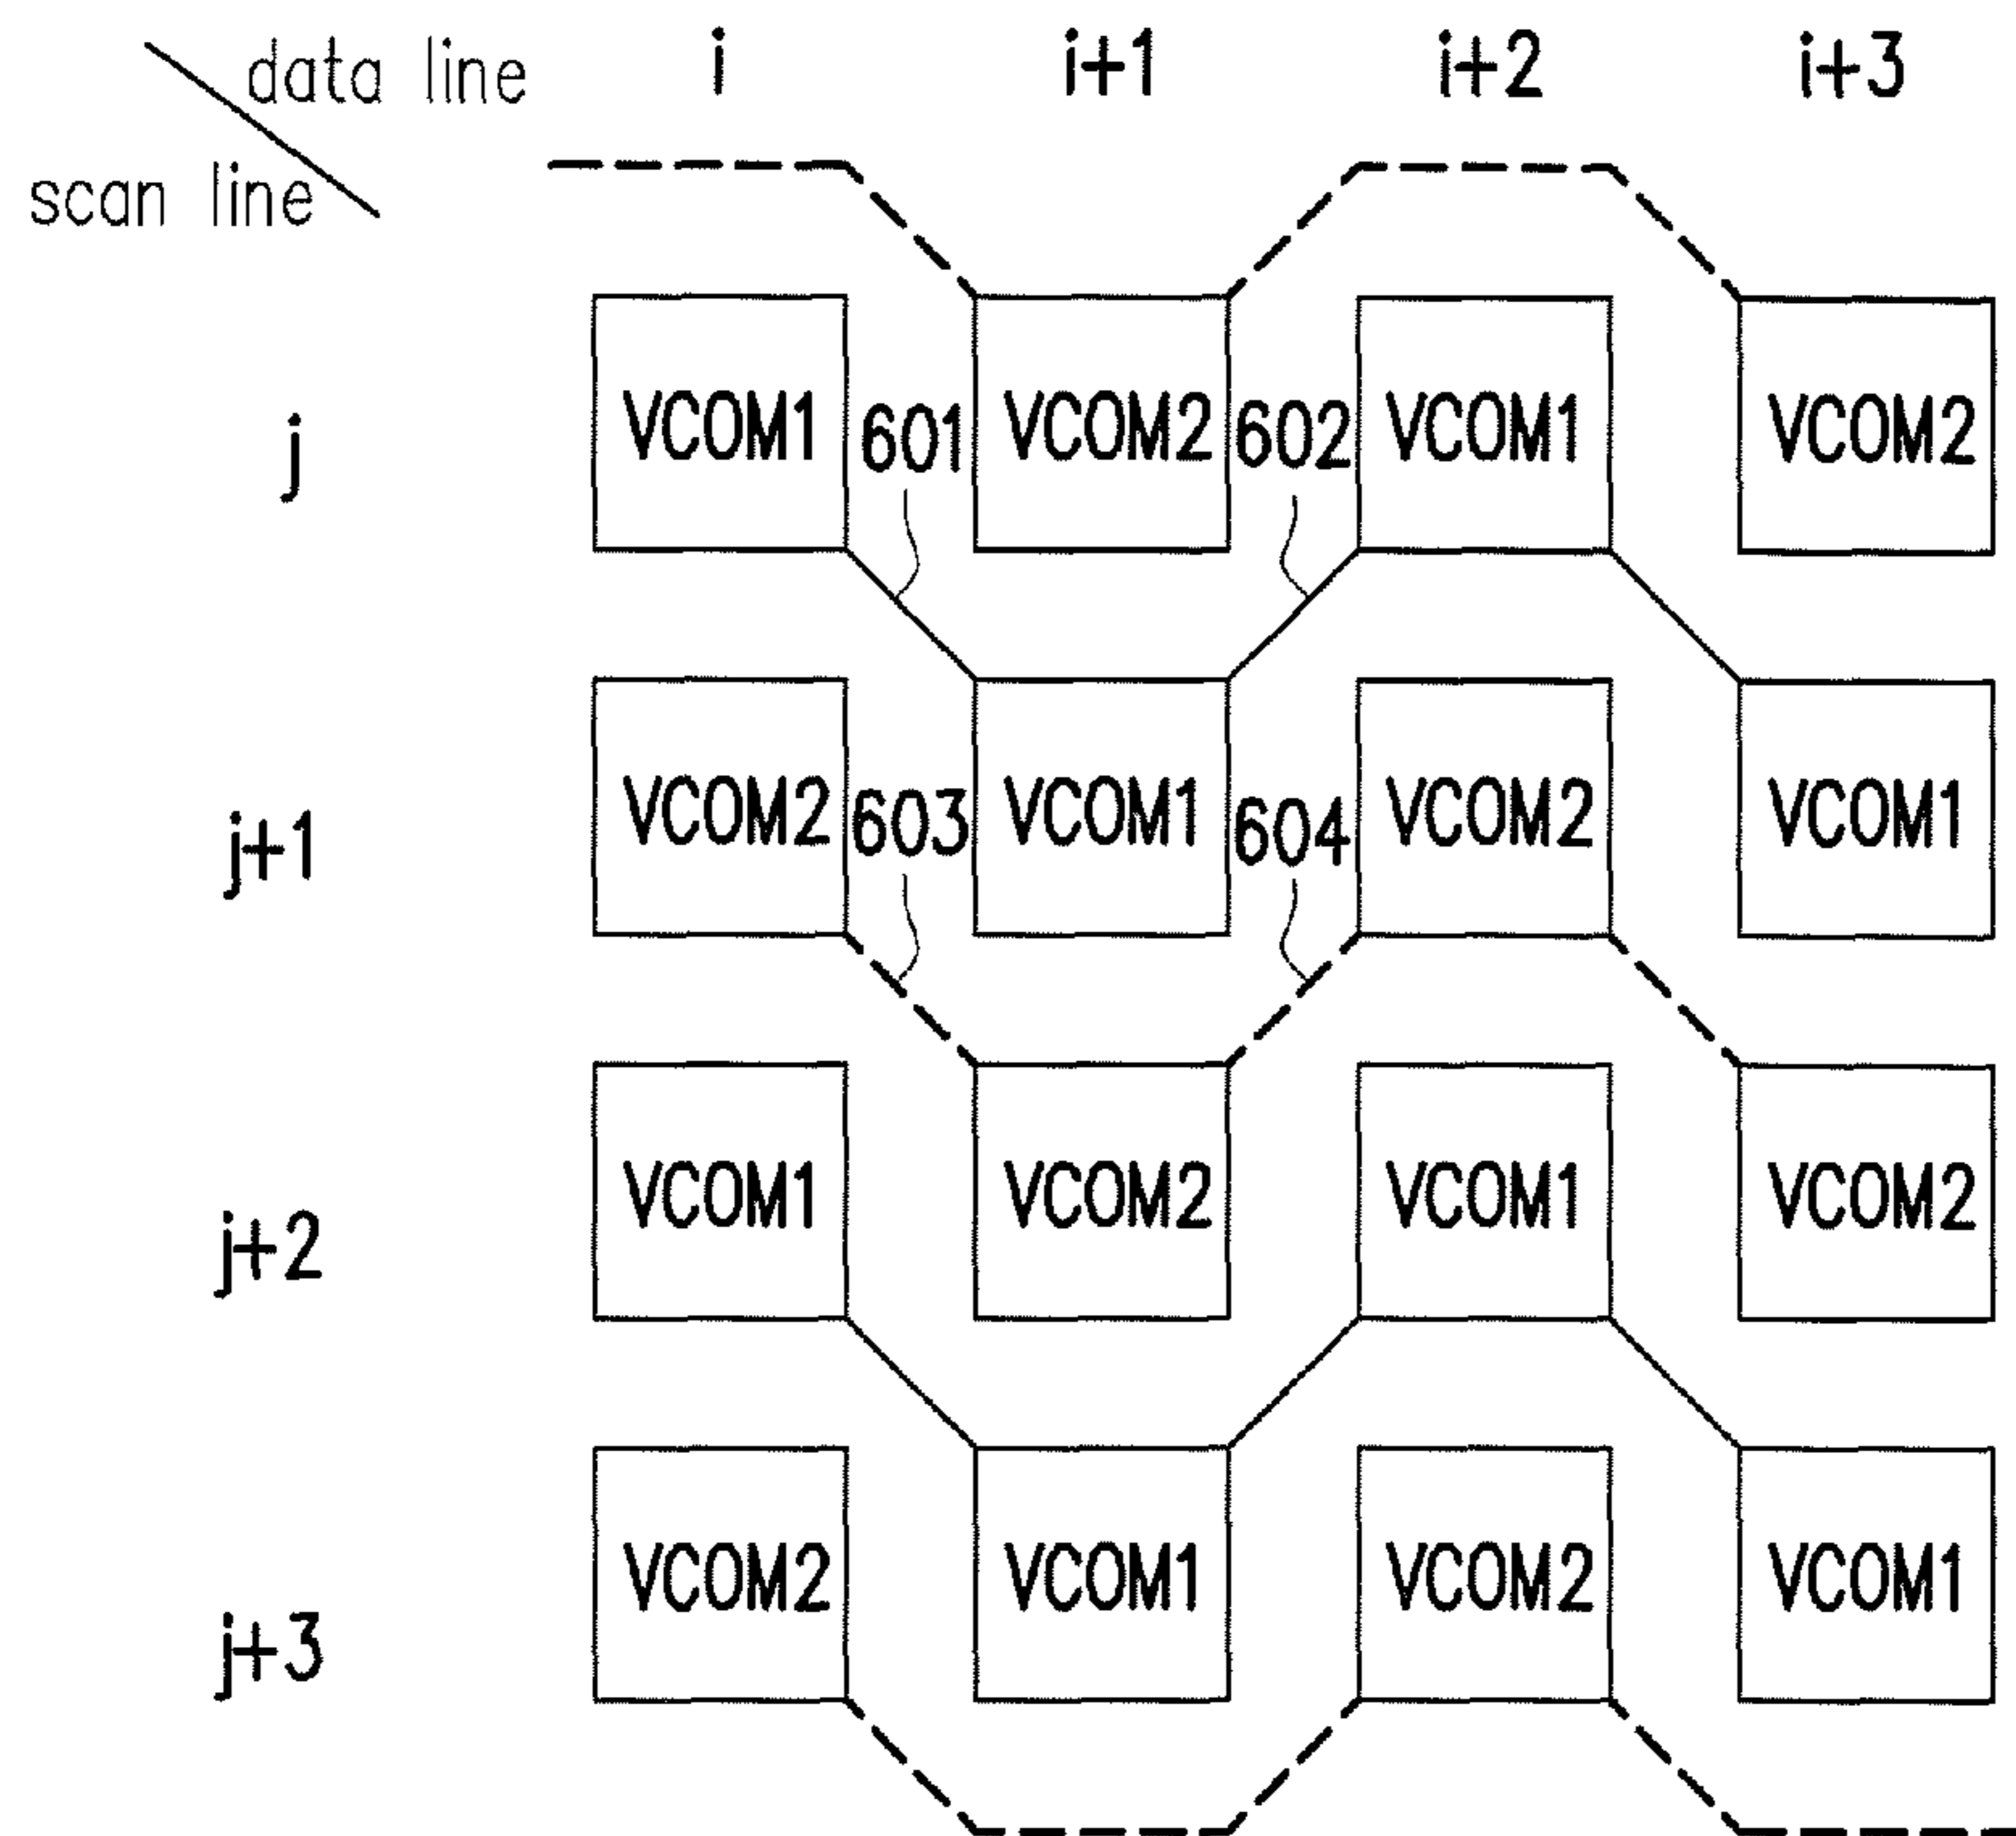 data line i i+1 i+2 i+3
scan line
j VCOM1 601 VCOM2 602 VCOM1 VCOM2
j+1 VCOM2 603 VCOM1 604 VCOM2 VCOM1
j+2 VCOM1 VCOM2 VCOM1 VCOM2
j+3 VCOM2 VCOM1 VCOM2 VCOM1